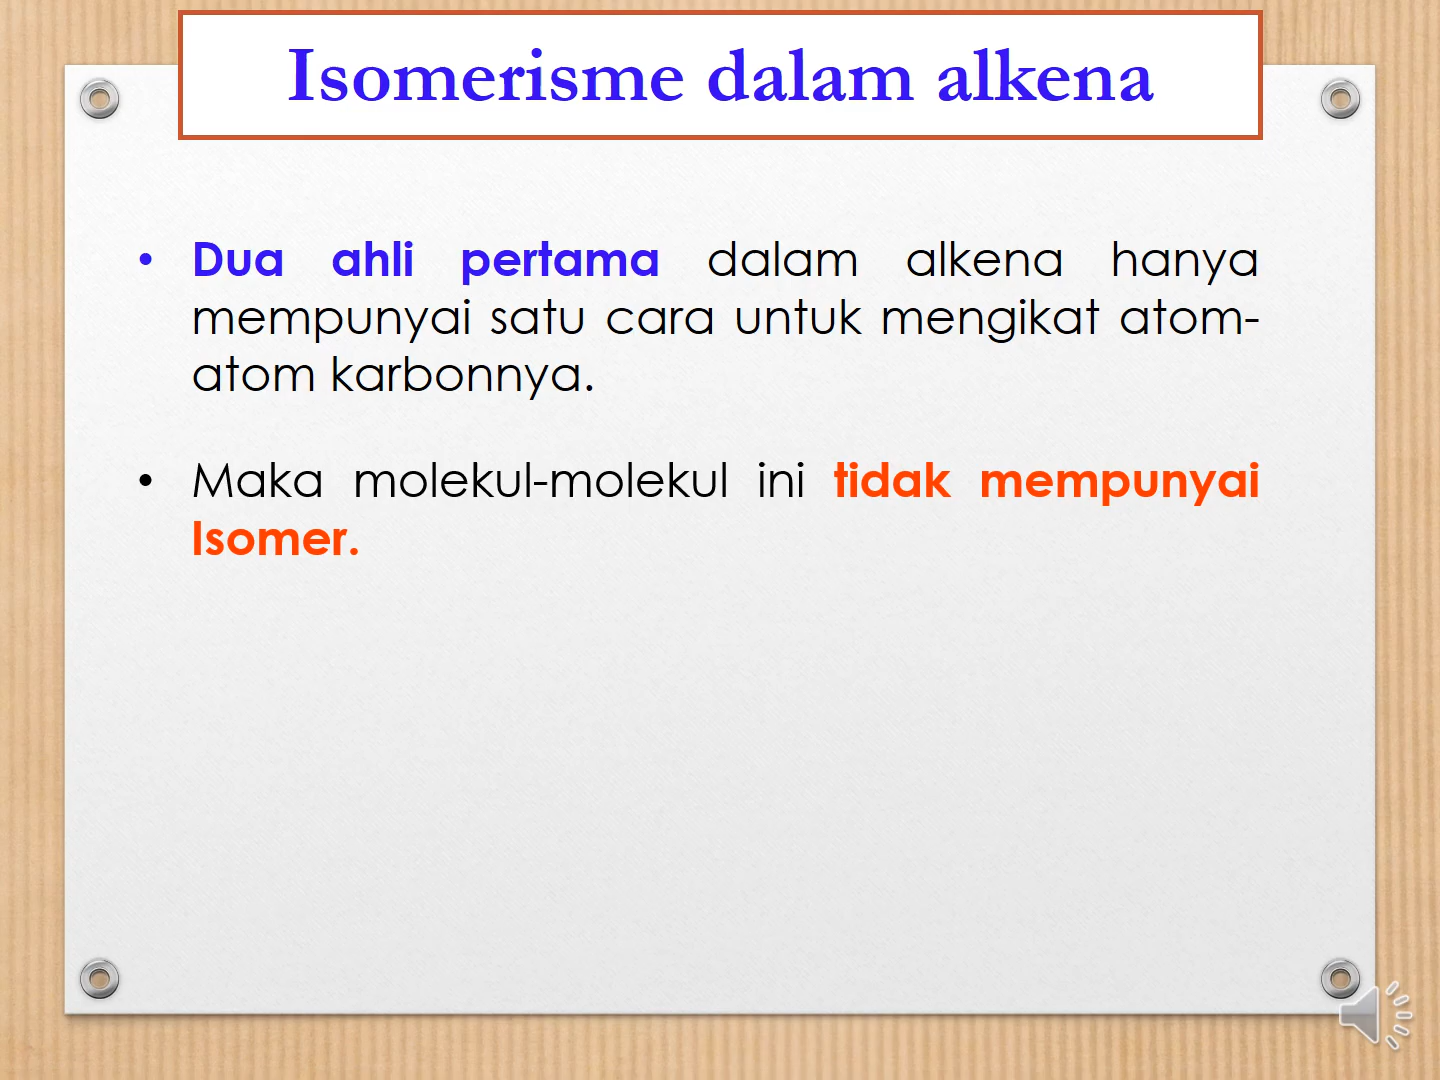 Isomerisme dalam alkena
• Dua ahli pertama dalam alkena hanya
mempunyai satu cara untuk mengikat atom-
atom karbonnya.
• Maka molekul-molekul ini tidak mempunyai
Isomer.